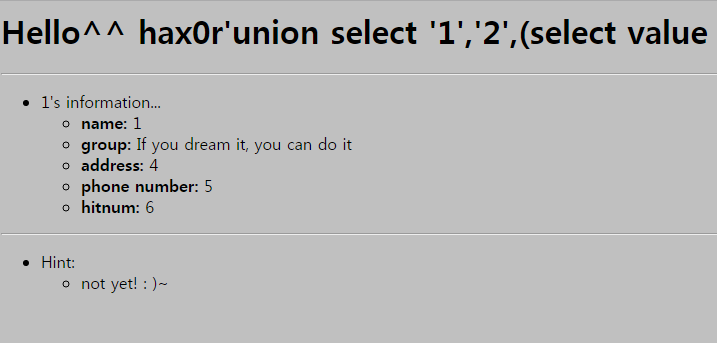 Hello^^ hax0r'union select '1','2',(select value
1's information...
name: 1
group: If you dream it, you can do it
address: 4
phone number: 5
hitnum: 6
Hint:
not yet! : )~